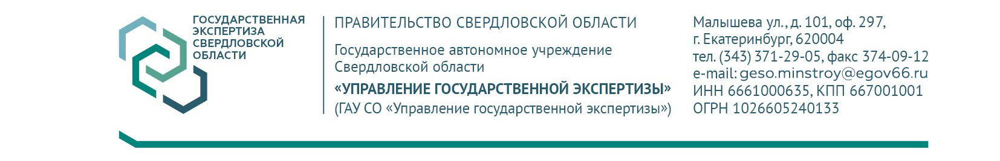 ГОСУДАРСТВЕННАЯ
ЭКСПЕРТИЗА
СВЕРДЛОВСКОЙ
ОБЛАСТИ
ПРАВИТЕЛЬСТВО СВЕРДЛОВСКОЙ ОБЛАСТИ
Государственное автономное учреждение
Свердловской области
«УПРАВЛЕНИЕ ГОСУДАРСТВЕННОЙ ЭКСПЕРТИЗЫ»
(ГАУ СО «Управление государственной экспертизы»)
Малышева ул., д. 101, оф. 297,
г. Екатеринбург, 620004
тел. (343) 371-29-05, факс 374-09-12
e-mail: geso.minstroy@egov66.ru
ИНН 6661000635, КПП 667001001
ОГРН 1026605240133